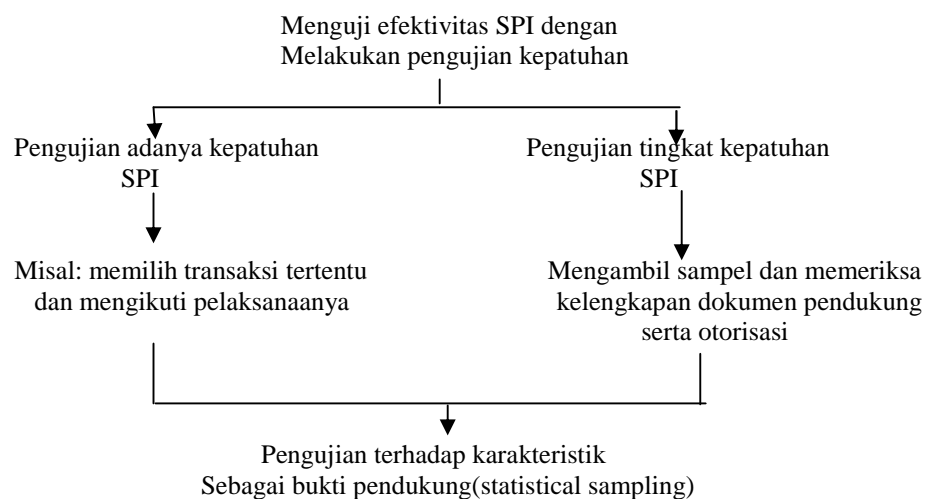 Menguji efektivitas SPI dengan
Melakukan pengujian kepatuhan
Pengujian adanya kepatuhan
SPI
Pengujian tingkat kepatuhan
SPI
Misal: memilih transaksi tertentu
dan mengikuti pelaksanaanya
Mengambil sampel dan memeriksa
kelengkapan dokumen pendukung
serta otorisasi
Pengujian terhadap karakteristik
Sebagai bukti pendukung(statistical sampling)